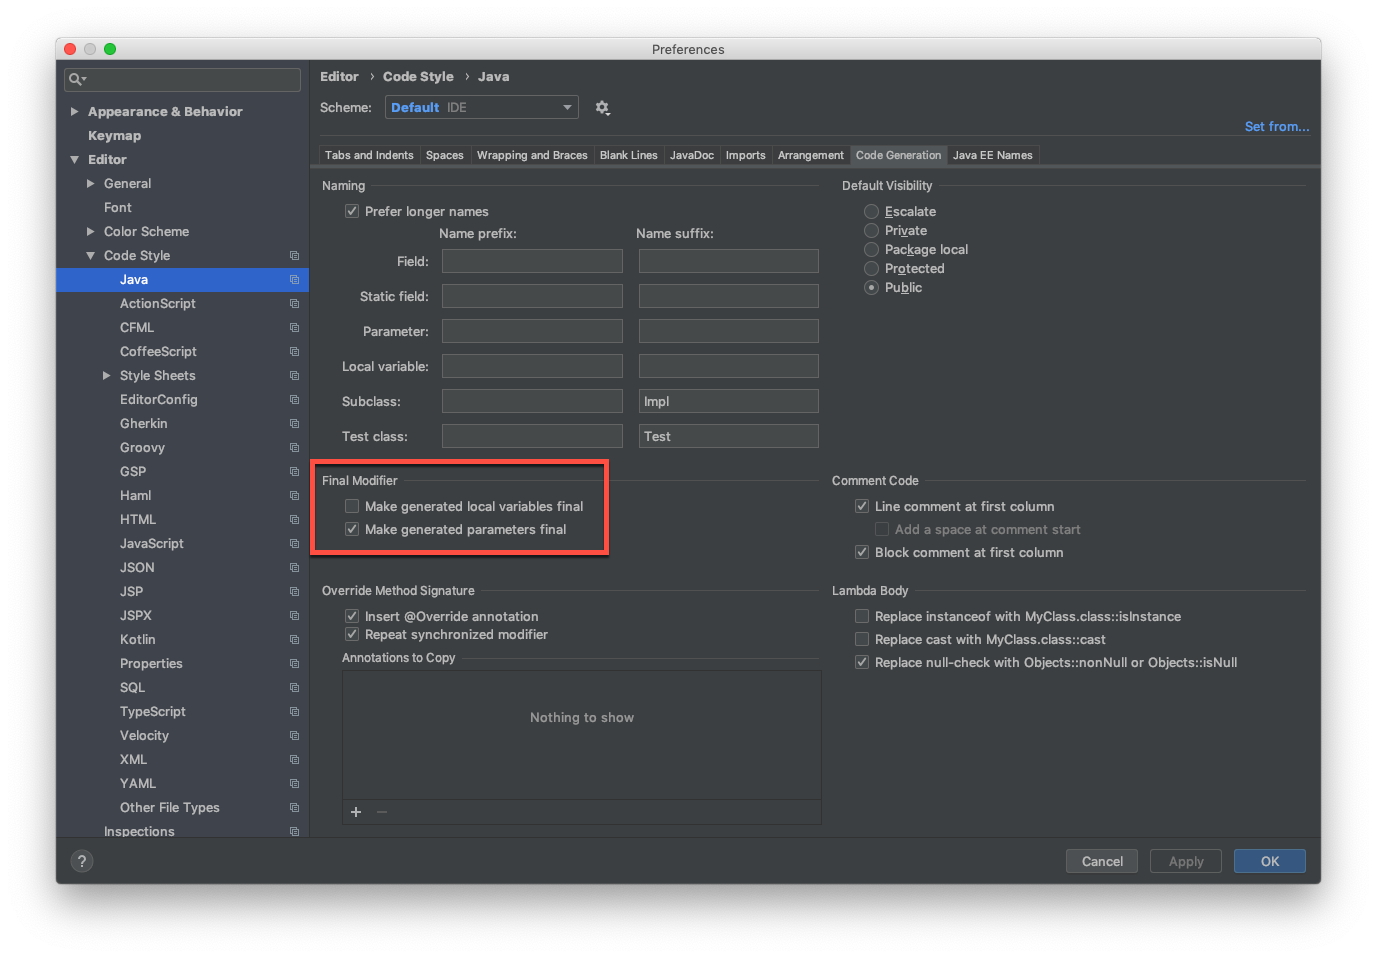 Preferences
Appearance & Behavior
Keymap
Editor
General
Font
Color Scheme
Code Style
Java
ActionScript
CFML
CoffeeScript
Style Sheets
EditorConfig
Gherkin
Groovy
GSP
Haml
HTML
JavaScript
JSON
JSP
JSPX
Kotlin
Properties
SQL
TypeScript
Velocity
XML
YAML
Other File Types
Inspections
Editor › Code Style › Java
Scheme: Default IDE
Set from...
Tabs and Indents Spaces Wrapping and Braces Blank Lines JavaDoc Imports Arrangement Code Generation Java EE Names
Naming
Prefer longer names
Name prefix: Name suffix:
Field:
Static field:
Parameter:
Local variable:
Subclass: Impl
Test class: Test
Default Visibility
Escalate
Private
Package local
Protected
Public
Final Modifier
Make generated local variables final
Make generated parameters final
Comment Code
Line comment at first column
Add a space at comment start
Block comment at first column
Override Method Signature
Insert @Override annotation
Repeat synchronized modifier
Annotations to Copy
Nothing to show
Lambda Body
Replace instanceof with MyClass.class::isInstance
Replace cast with MyClass.class::cast
Replace null-check with Objects::nonNull or Objects::isNull
? Cancel Apply OK